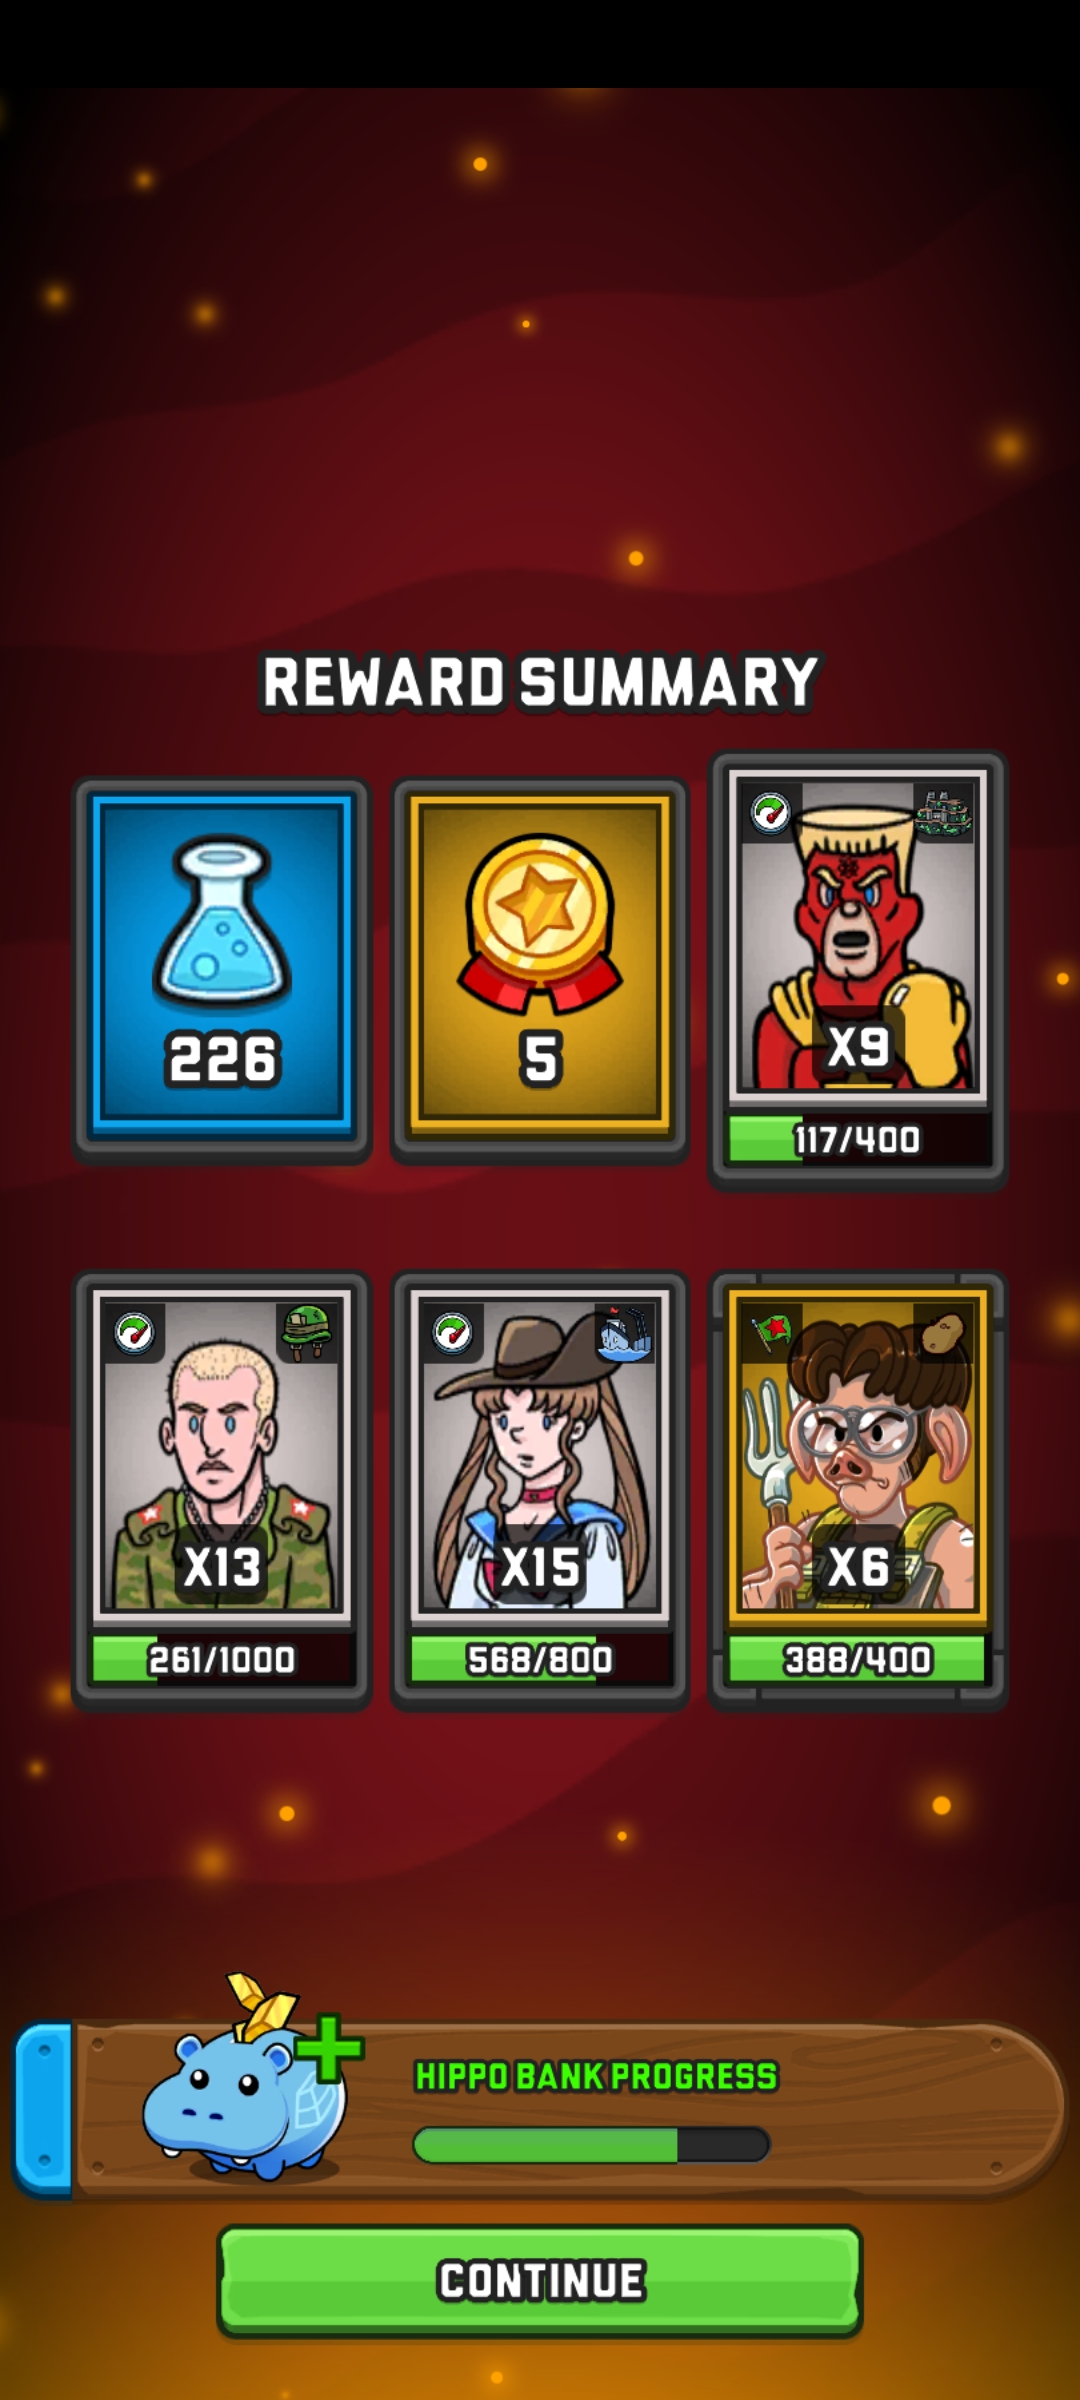 REWARD SUMMARY
226
5
X9
117/400
X13
261/1000
X15
568/800
X6
388/400
HIPPO BANK PROGRESS
CONTINUE